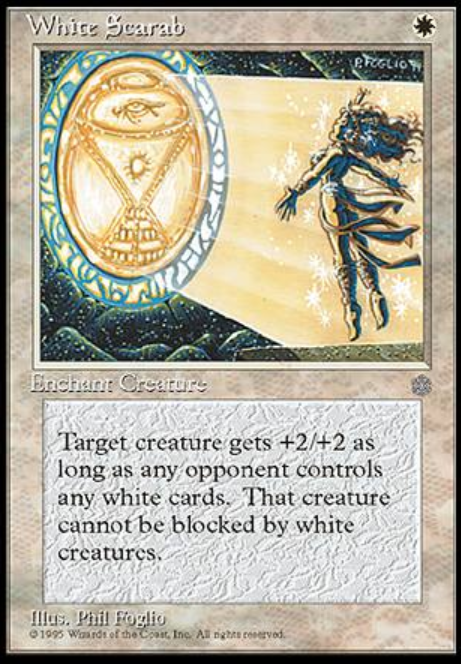 White Scarab
P. FOGLIO
Enchant Creature
Target creature gets +2/+2 as
long as any opponent controls
any white cards. That creature
cannot be blocked by white
creatures.
Illus. Phil Foglio
© 1995 Wizards of the Coast, Inc. All rights reserved.